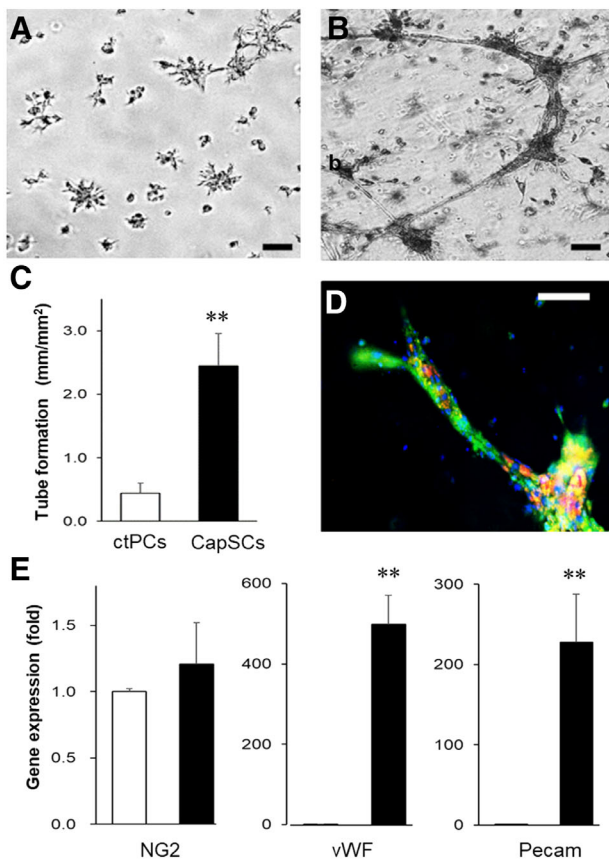 A
B
b
C
Tube formation (mm/mm²)
3.0
2.0
1.0
0.0
**
ctPCs CapSCs
D
E
Gene expression (fold)
1.5
1.0
0.5
0.0
NG2
600
400
200
0
**
vWF
300
200
100
0
**
Pecam